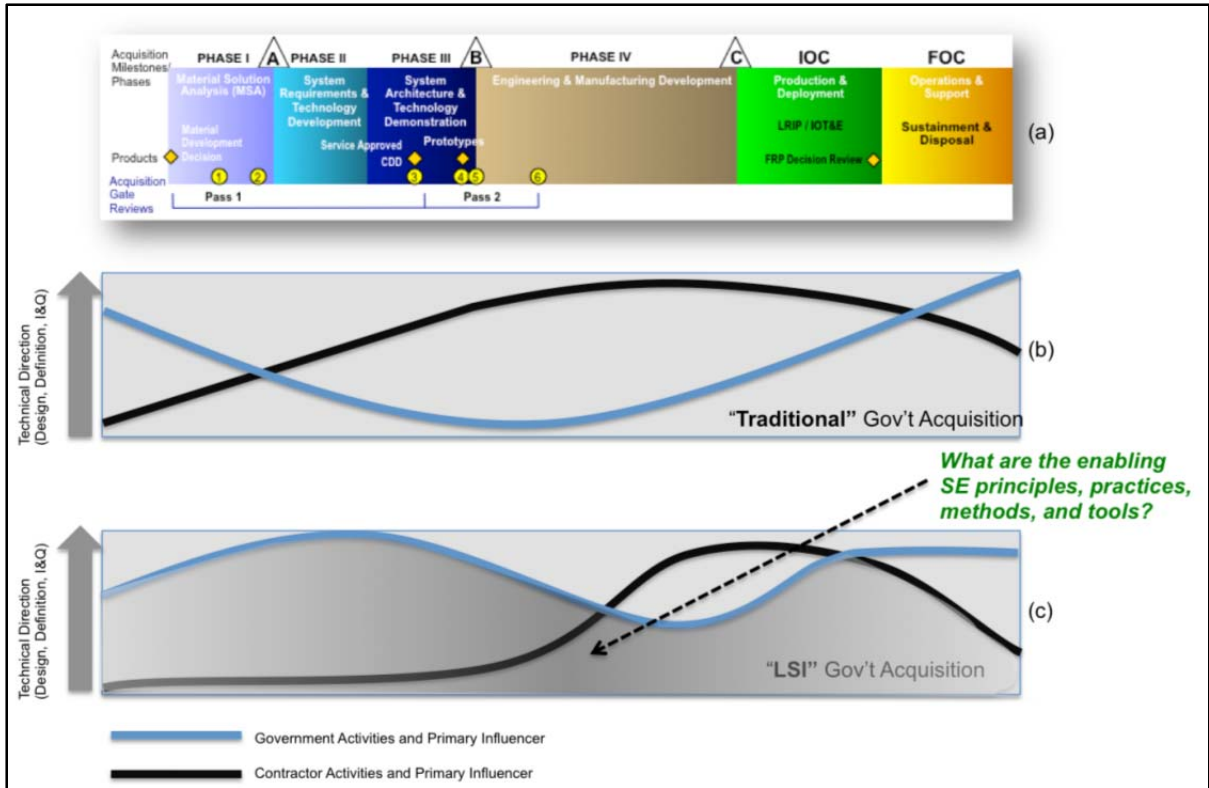 Acquisition
Milestones/
Phases
PHASE I
A
PHASE II
PHASE III
B
PHASE IV
C
IOC
FOC
Material Solution
Analysis (MSA)
System
Requirements &
Technology
Development
System
Architecture &
Technology
Demonstration
Engineering & Manufacturing Development
Production &
Deployment
Operations &
Support
Material
Development
Decision
Service Approved
CDD
Prototypes
LRIP / IOT&E
FRP Decision Review
Sustainment &
Disposal
(a)
Products
Acquisition
Gate
Reviews
1
2
3
4
5
6
Pass 1
Pass 2
Technical Direction
(Design, Definition, I&Q)
(b)
“Traditional” Gov’t Acquisition
What are the enabling
SE principles, practices,
methods, and tools?
Technical Direction
(Design, Definition, I&Q)
(c)
“LSI” Gov’t Acquisition
Government Activities and Primary Influencer
Contractor Activities and Primary Influencer